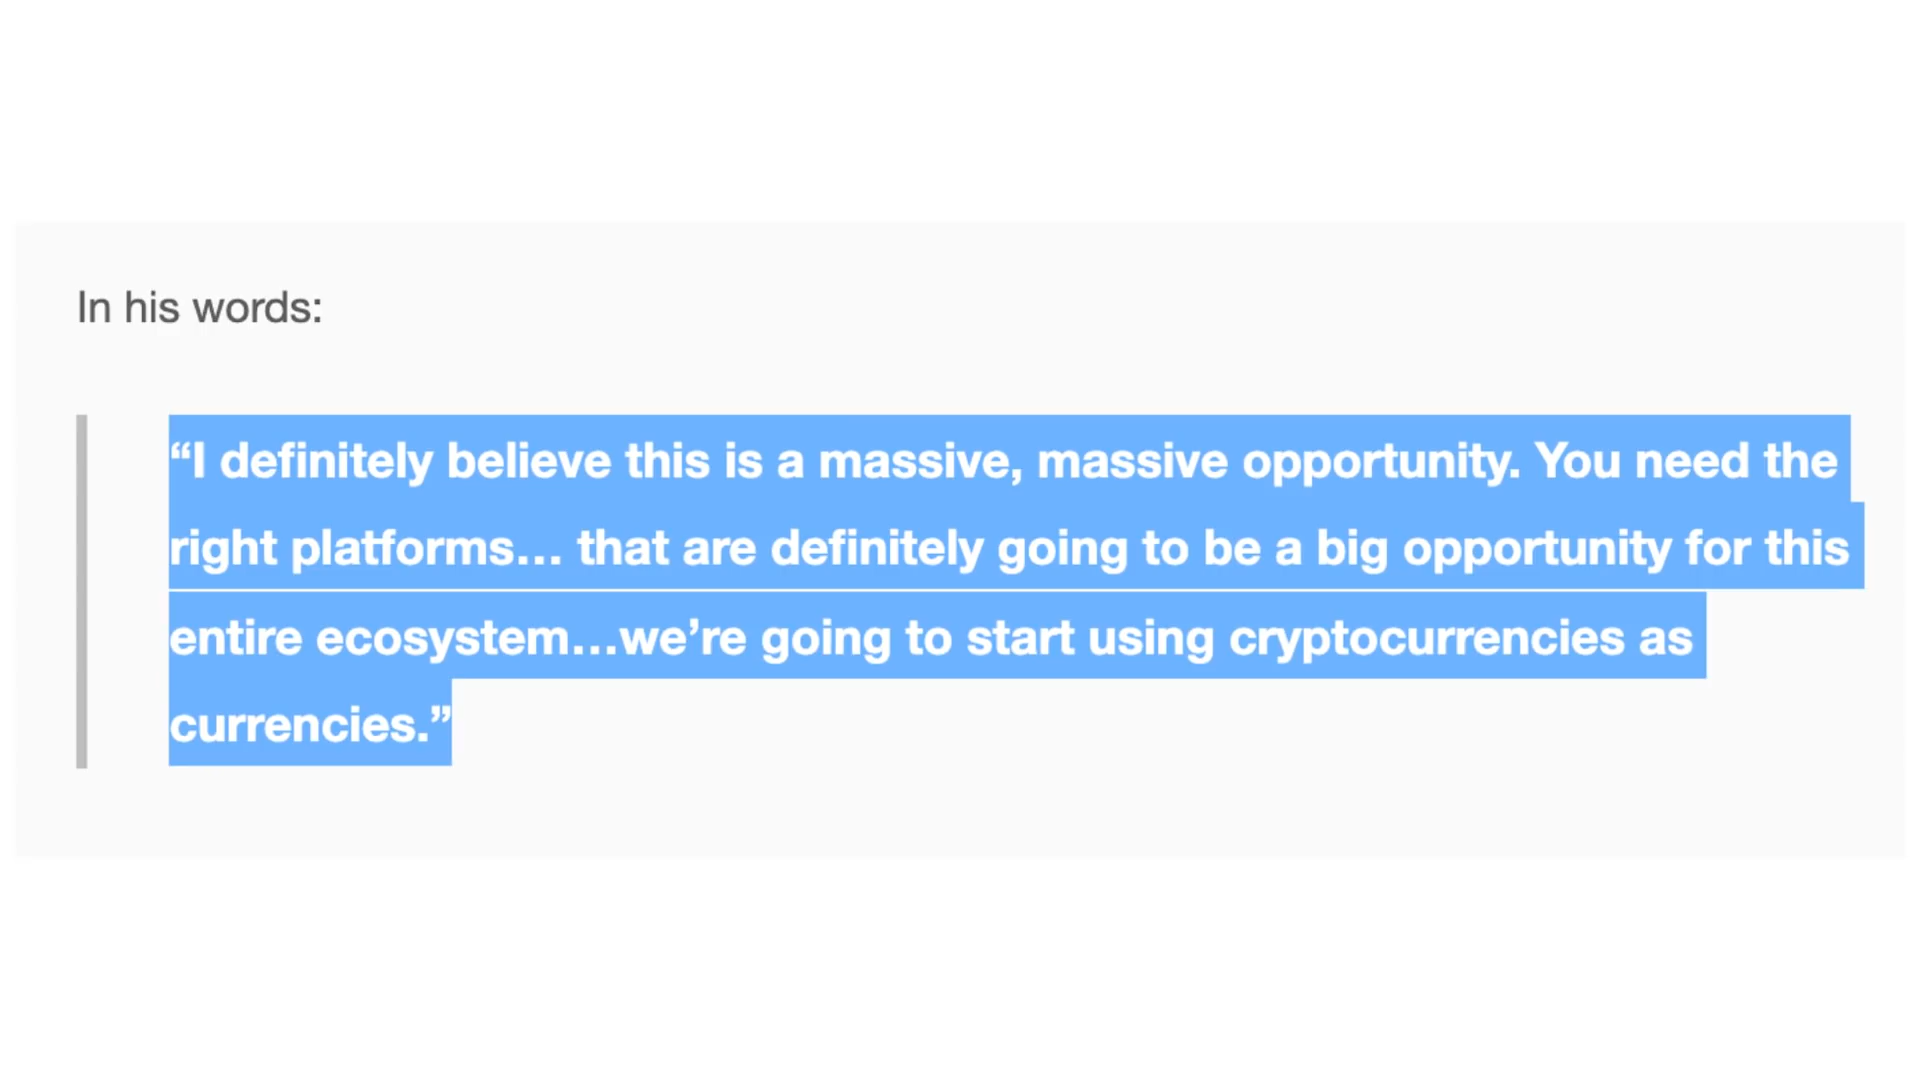 In his words:
“I definitely believe this is a massive, massive opportunity. You need the
right platforms… that are definitely going to be a big opportunity for this
entire ecosystem…we’re going to start using cryptocurrencies as
currencies.”